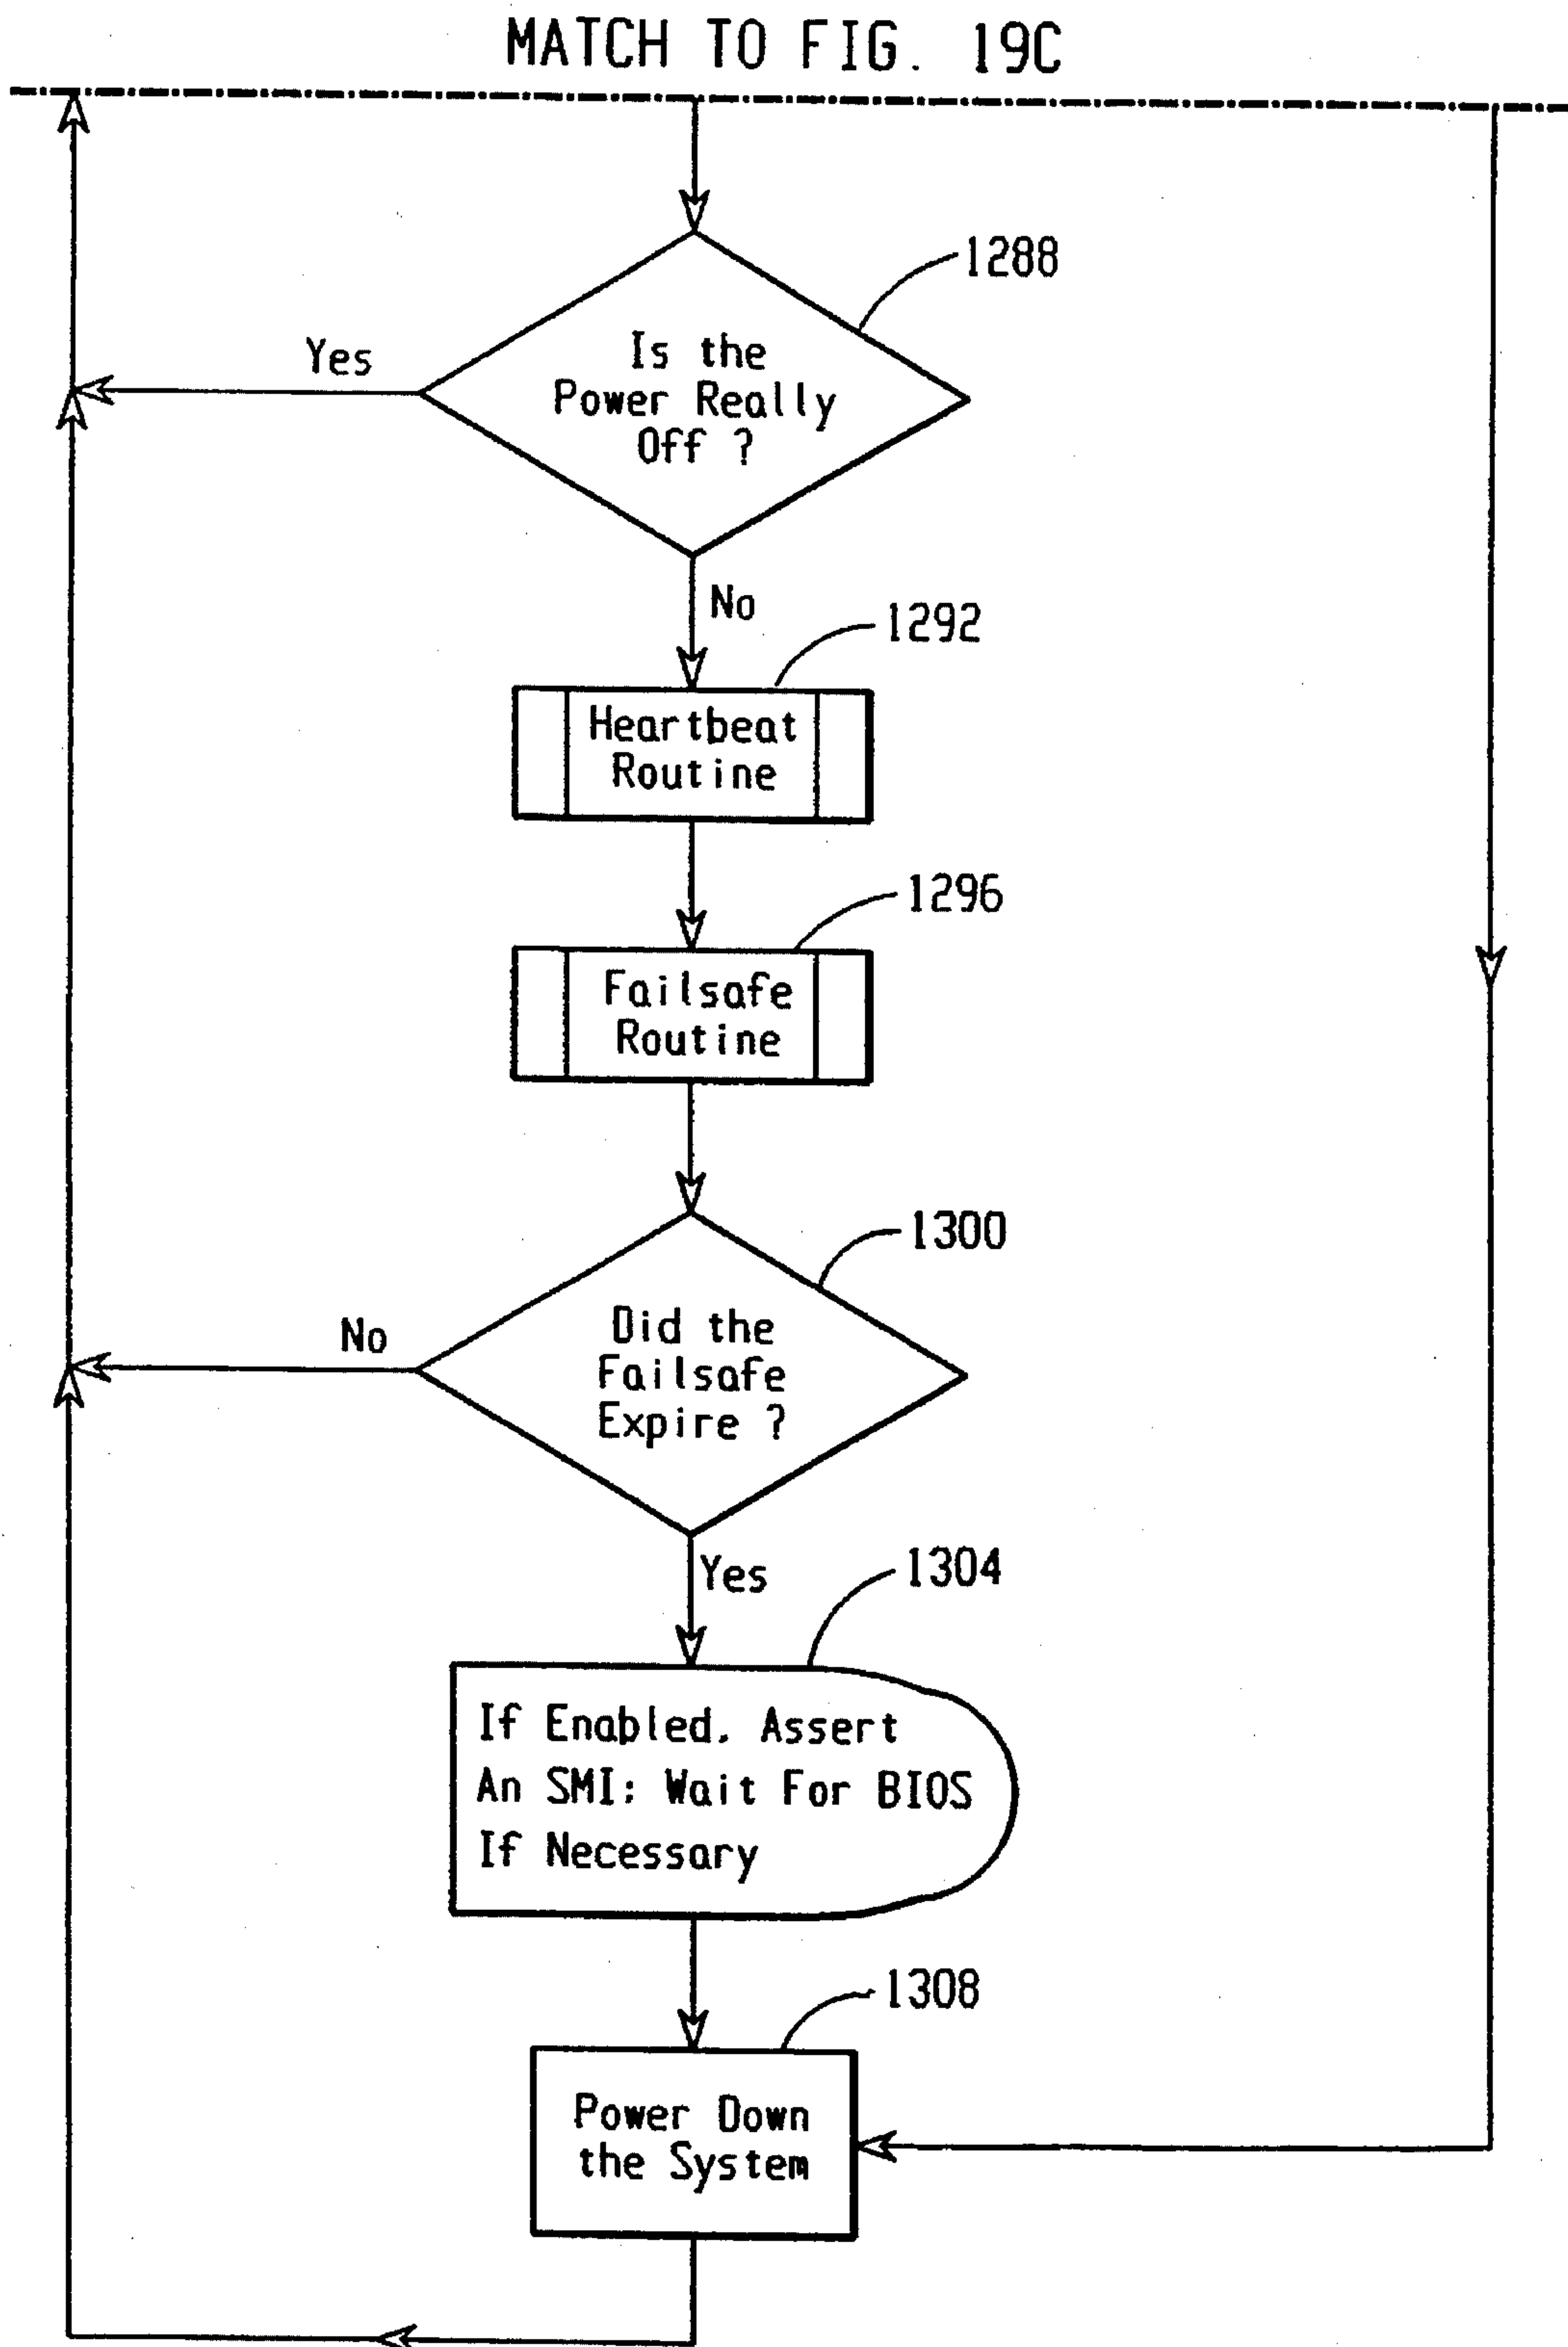 MATCH TO FIG. 19C
1288
Yes
Is the
Power Really
Off ?
No
1292
Heartbeat
Routine
1296
Failsafe
Routine
1300
No
Did the
Failsafe
Expire ?
Yes
1304
If Enabled, Assert
An SMI: Wait For BIOS
If Necessary
1308
Power Down
the System